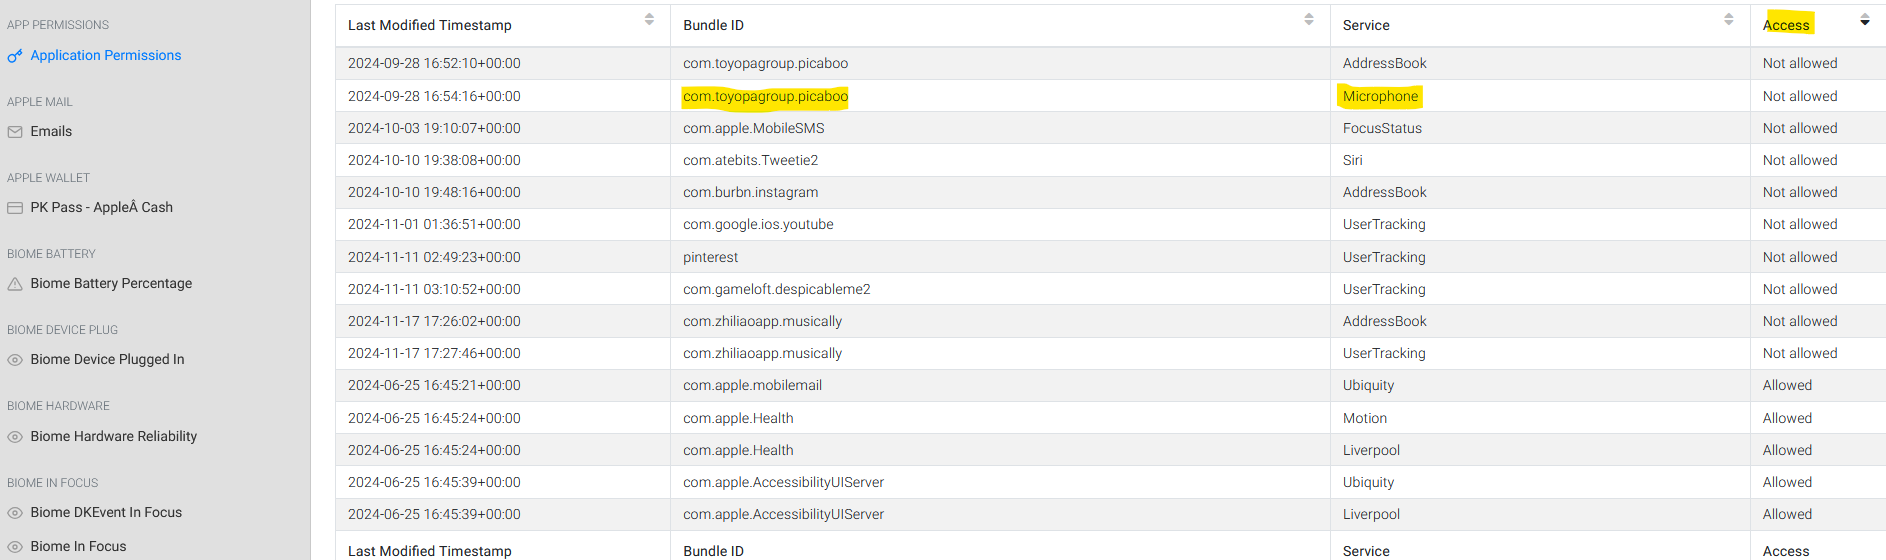 APP PERMISSIONS
Application Permissions
APPLE MAIL
Emails
APPLE WALLET
PK Pass - AppleÂ Cash
BIOME BATTERY
Biome Battery Percentage
BIOME DEVICE PLUG
Biome Device Plugged In
BIOME HARDWARE
Biome Hardware Reliability
BIOME IN FOCUS
Biome DKEvent In Focus
Biome In Focus
Last Modified Timestamp Bundle ID Service Access
2024-09-28 16:52:10+00:00 com.toyopagroup.picaboo AddressBook Not allowed
2024-09-28 16:54:16+00:00 com.toyopagroup.picaboo Microphone Not allowed
2024-10-03 19:10:07+00:00 com.apple.MobileSMS FocusStatus Not allowed
2024-10-10 19:38:08+00:00 com.atebits.Tweetie2 Siri Not allowed
2024-10-10 19:48:16+00:00 com.burbn.instagram AddressBook Not allowed
2024-11-01 01:36:51+00:00 com.google.ios.youtube UserTracking Not allowed
2024-11-11 02:49:23+00:00 pinterest UserTracking Not allowed
2024-11-11 03:10:52+00:00 com.gameloft.despicableme2 UserTracking Not allowed
2024-11-17 17:26:02+00:00 com.zhiliaoapp.musically AddressBook Not allowed
2024-11-17 17:27:46+00:00 com.zhiliaoapp.musically UserTracking Not allowed
2024-06-25 16:45:21+00:00 com.apple.mobilemail Ubiquity Allowed
2024-06-25 16:45:24+00:00 com.apple.Health Motion Allowed
2024-06-25 16:45:24+00:00 com.apple.Health Liverpool Allowed
2024-06-25 16:45:39+00:00 com.apple.AccessibilityUIServer Ubiquity Allowed
2024-06-25 16:45:39+00:00 com.apple.AccessibilityUIServer Liverpool Allowed
Last Modified Timestamp Bundle ID Service Access